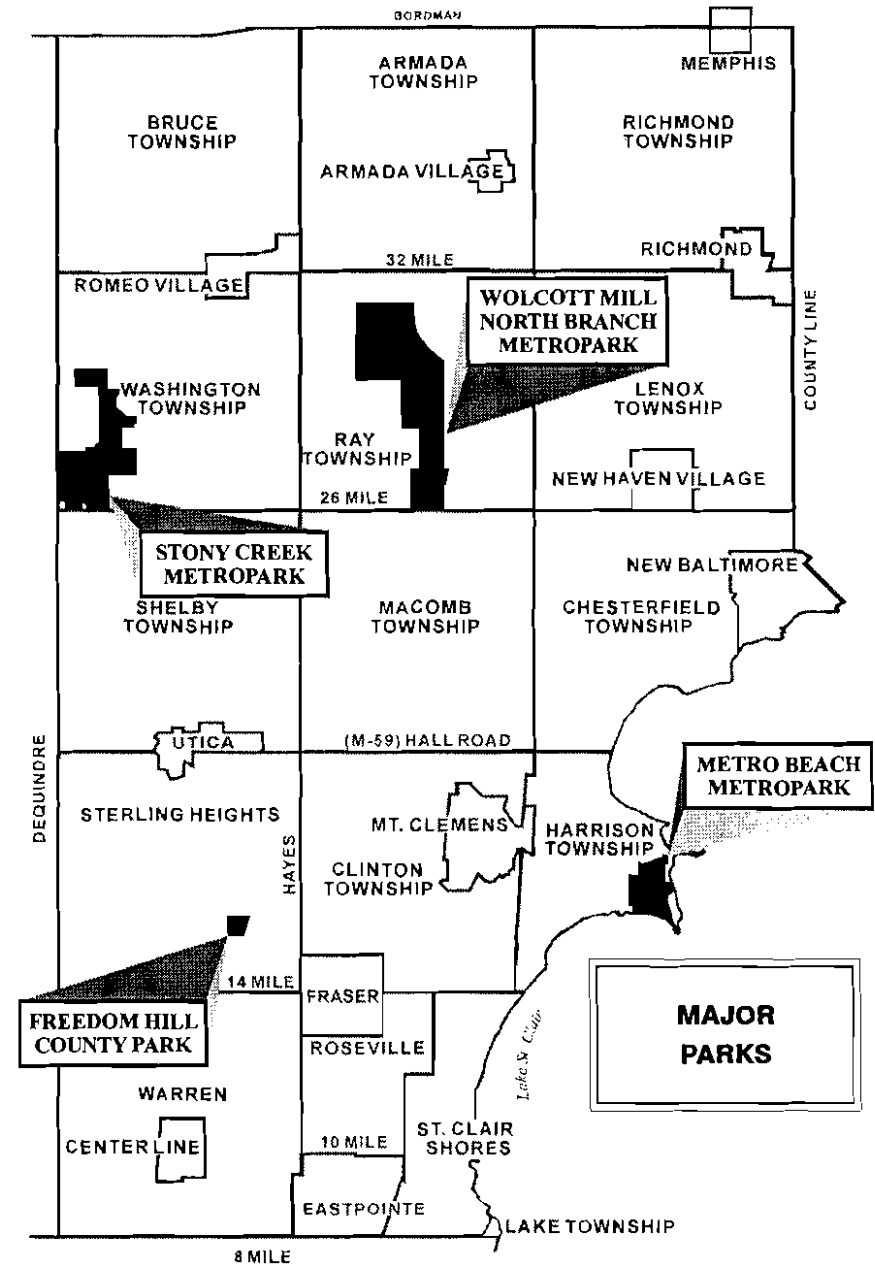 BORDMAN
ARMADA
TOWNSHIP
MEMPHIS
BRUCE
TOWNSHIP
RICHMOND
TOWNSHIP
ARMADA VILLAGE
RICHMOND
32 MILE
ROMEO VILLAGE
WOLCOTT MILL
NORTH BRANCH
METROPARK
COUNTY LINE
WASHINGTON
TOWNSHIP
LENOX
TOWNSHIP
RAY
TOWNSHIP
NEW HAVEN VILLAGE
26 MILE
STONY CREEK
METROPARK
NEW BALTIMORE
SHELBY
TOWNSHIP
MACOMB
TOWNSHIP
CHESTERFIELD
TOWNSHIP
UTICA
(M-59) HALL ROAD
DEQUINDRE
METRO BEACH
METROPARK
STERLING HEIGHTS
MT. CLEMENS
HARRISON
TOWNSHIP
HAYES
CLINTON
TOWNSHIP
14 MILE
FRASER
FREEDOM HILL
COUNTY PARK
MAJOR
PARKS
ROSEVILLE
Lake St. Clair
WARREN
CENTER LINE
10 MILE
ST. CLAIR
SHORES
EASTPOINTE
LAKE TOWNSHIP
8 MILE